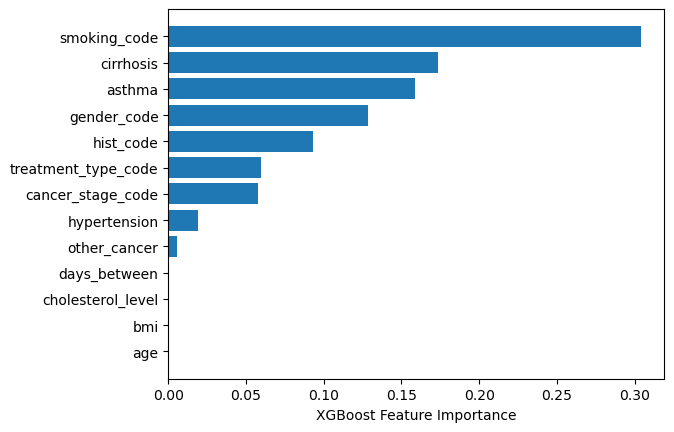 smoking_code
cirrhosis
asthma
gender_code
hist_code
treatment_type_code
cancer_stage_code
hypertension
other_cancer
days_between
cholesterol_level
bmi
age
0.00 0.05 0.10 0.15 0.20 0.25 0.30
XGBoost Feature Importance